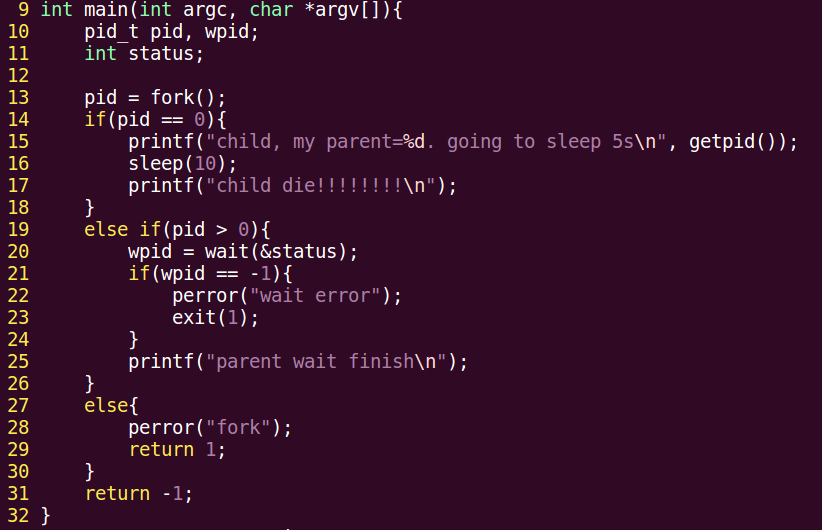 9 int main(int argc, char *argv[]){
10     pid_t pid, wpid;
11     int status;
12
13     pid = fork();
14     if(pid == 0){
15         printf("child, my parent=%d. going to sleep 5s\n", getpid());
16         sleep(10);
17         printf("child die!!!!!!!!\n");
18     }
19     else if(pid > 0){
20         wpid = wait(&status);
21         if(wpid == -1){
22             perror("wait error");
23             exit(1);
24         }
25         printf("parent wait finish\n");
26     }
27     else{
28         perror("fork");
29         return 1;
30     }
31     return -1;
32 }